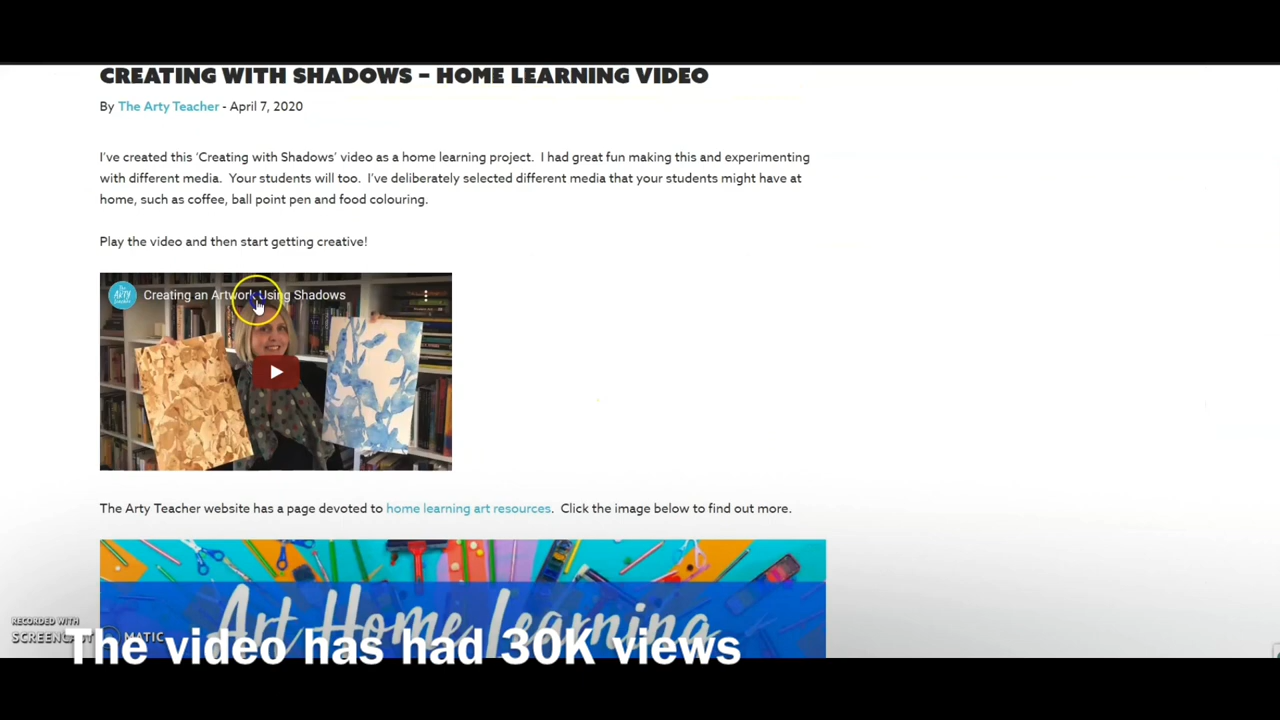 CREATING WITH SHADOWS – HOME LEARNING VIDEO
By The Arty Teacher - April 7, 2020
I've created this 'Creating with Shadows' video as a home learning project. I had great fun making this and experimenting
with different media. Your students will too. I've deliberately selected different media that your students might have at
home, such as coffee, ball point pen and food colouring.
Play the video and then start getting creative!
The ARTY Teacher
Creating an Artwork Using Shadows
The Arty Teacher website has a page devoted to home learning art resources. Click the image below to find out more.
Art Home Learning
RECORDED WITH
SCREENCAST MATIC
The video has had 30K views